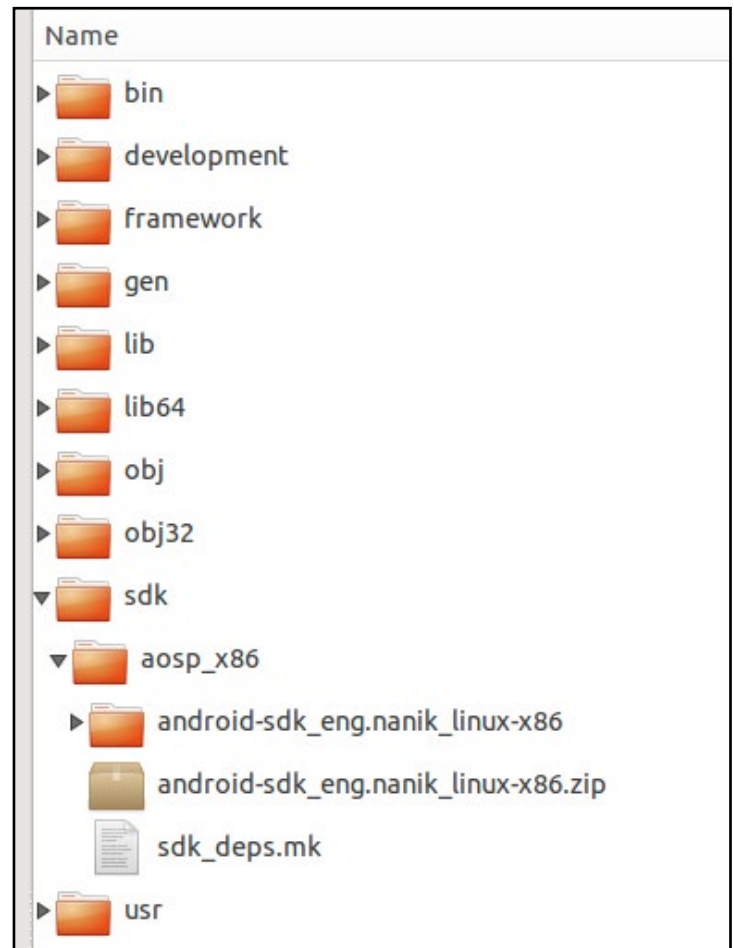 Name
bin
development
framework
gen
lib
lib64
obj
obj32
sdk
aosp_x86
android-sdk_eng.nanik_linux-x86
android-sdk_eng.nanik_linux-x86.zip
sdk_deps.mk
usr